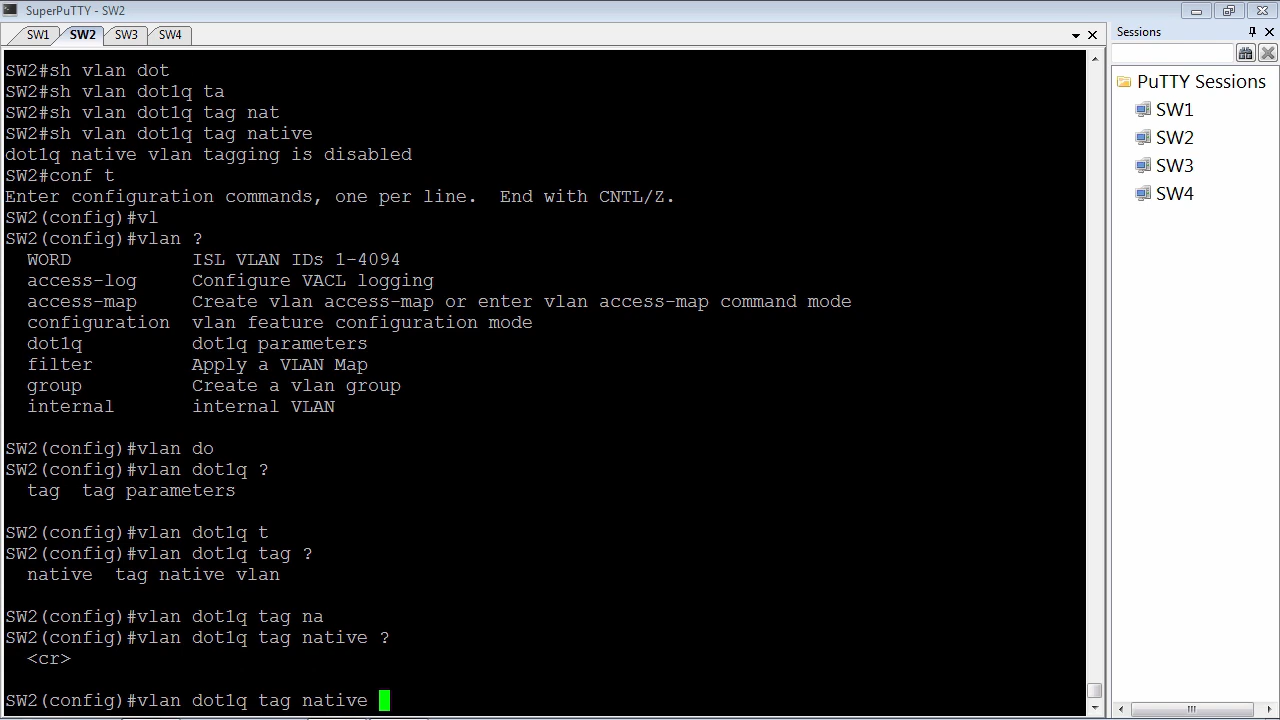 SuperPuTTY - SW2
SW1 SW2 SW3 SW4
SW2#sh vlan dot
SW2#sh vlan dot1q ta
SW2#sh vlan dot1q tag nat
SW2#sh vlan dot1q tag native
dot1q native vlan tagging is disabled
SW2#conf t
Enter configuration commands, one per line.  End with CNTL/Z.
SW2(config)#vl
SW2(config)#vlan ?
  WORD           ISL VLAN IDs 1-4094
  access-log     Configure VACL logging
  access-map     Create vlan access-map or enter vlan access-map command mode
  configuration  vlan feature configuration mode
  dot1q          dot1q parameters
  filter         Apply a VLAN Map
  group          Create a vlan group
  internal       internal VLAN
SW2(config)#vlan do
SW2(config)#vlan dot1q ?
  tag  tag parameters
SW2(config)#vlan dot1q t
SW2(config)#vlan dot1q tag ?
  native  tag native vlan
SW2(config)#vlan dot1q tag na
SW2(config)#vlan dot1q tag native ?
  <cr>
SW2(config)#vlan dot1q tag native
Sessions
PuTTY Sessions
SW1
SW2
SW3
SW4